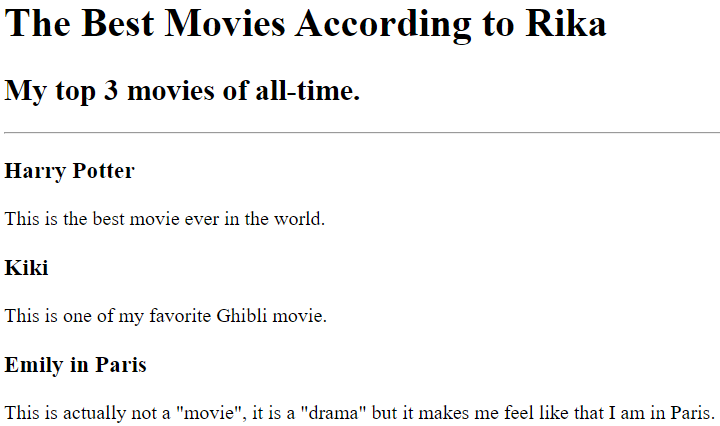 The Best Movies According to Rika
My top 3 movies of all-time.
Harry Potter
This is the best movie ever in the world.
Kiki
This is one of my favorite Ghibli movie.
Emily in Paris
This is actually not a "movie", it is a "drama" but it makes me feel like that I am in Paris.